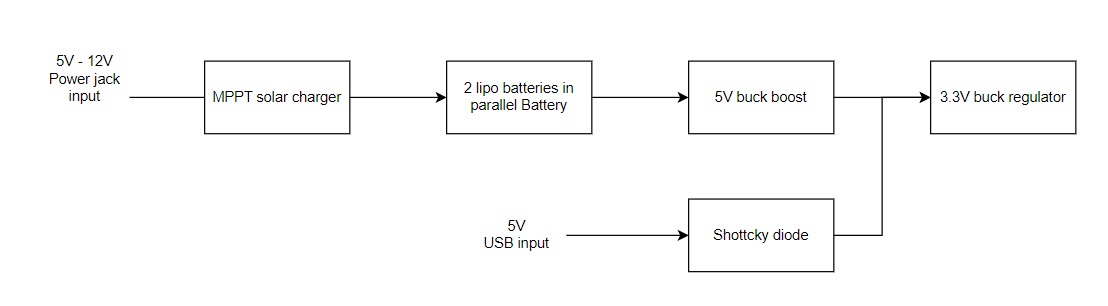 5V - 12V
Power jack
input
MPPT solar charger
2 lipo batteries in
parallel Battery
5V buck boost
3.3V buck regulator
5V
USB input
Shottcky diode